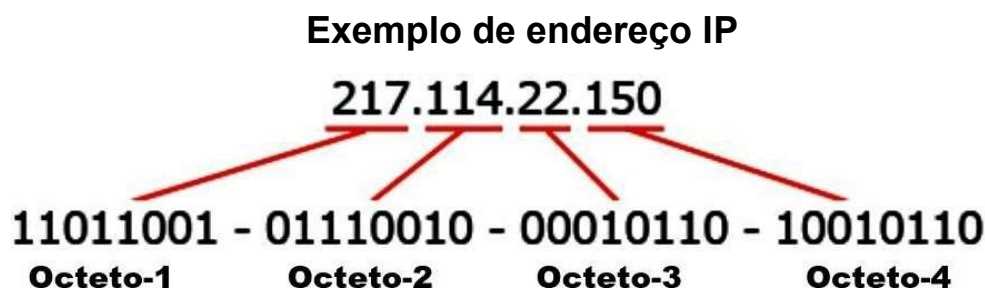 Exemplo de endereço IP
217.114.22.150
11011001 - 01110010 - 00010110 - 10010110
Octeto-1 Octeto-2 Octeto-3 Octeto-4